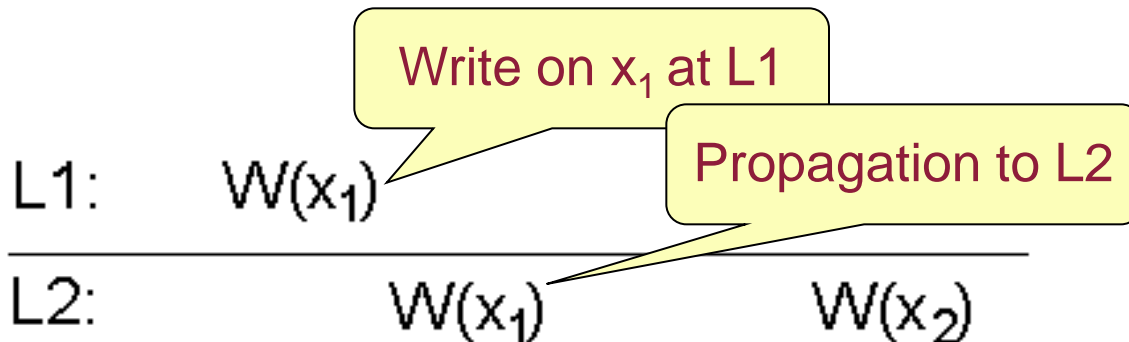 Write on x₁ at L1
Propagation to L2
L1: W(x₁)
L2: W(x₁) W(x₂)